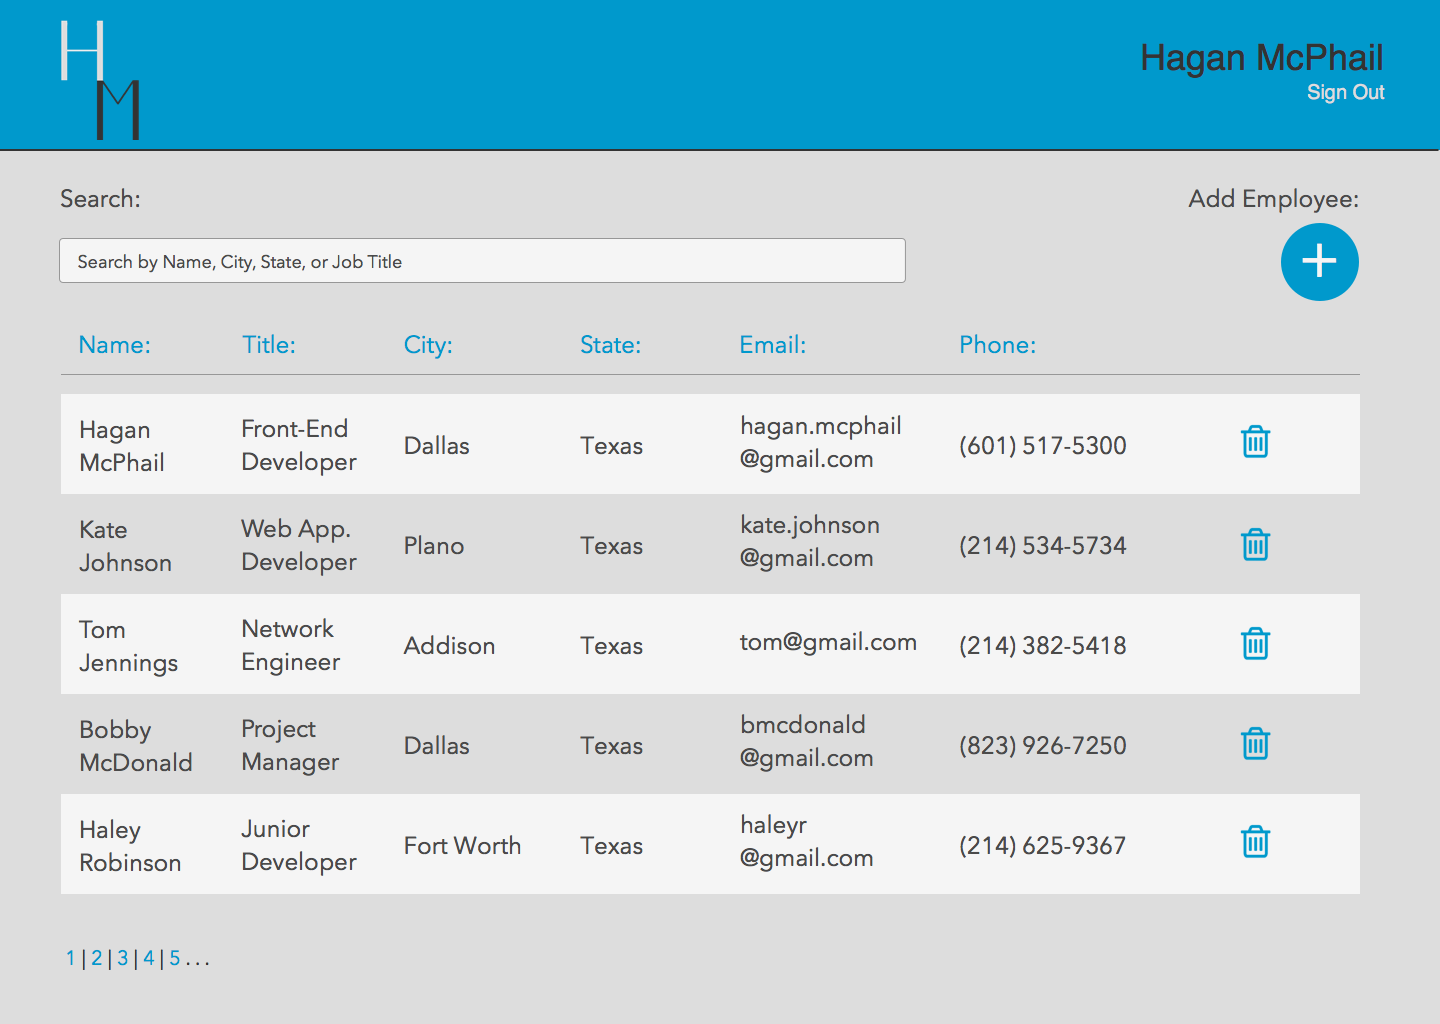 H
M
Hagan McPhail
Sign Out
Search:
Add Employee:
Search by Name, City, State, or Job Title
Name: Title: City: State: Email: Phone:
Hagan McPhail Front-End Developer Dallas Texas hagan.mcphail@gmail.com (601) 517-5300
Kate Johnson Web App. Developer Plano Texas kate.johnson@gmail.com (214) 534-5734
Tom Jennings Network Engineer Addison Texas tom@gmail.com (214) 382-5418
Bobby McDonald Project Manager Dallas Texas bmcdonald@gmail.com (823) 926-7250
Haley Robinson Junior Developer Fort Worth Texas haleyr@gmail.com (214) 625-9367
1 | 2 | 3 | 4 | 5 . . .